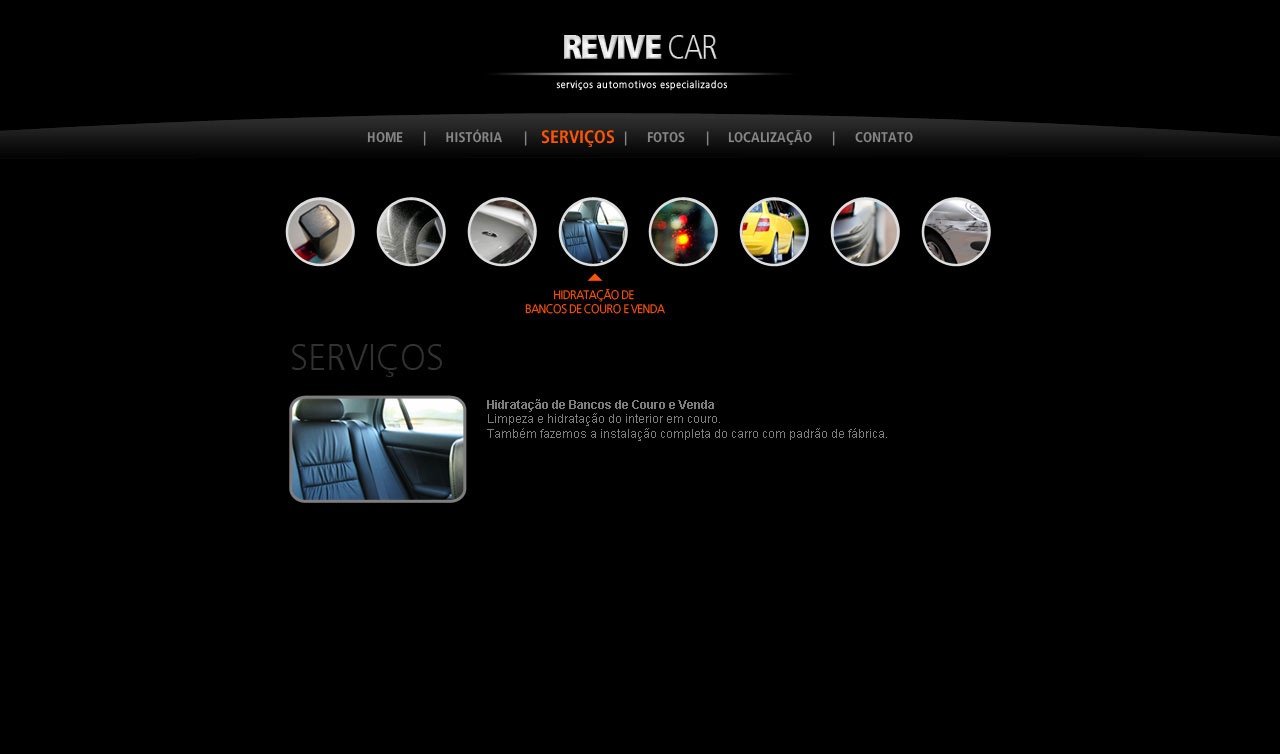 REVIVE CAR
serviços automotivos especializados
HOME | HISTÓRIA | SERVIÇOS | FOTOS | LOCALIZAÇÃO | CONTATO
HIDRATAÇÃO DE
BANCOS DE COURO E VENDA
SERVIÇOS
Hidratação de Bancos de Couro e Venda
Limpeza e hidratação do interior em couro.
Também fazemos a instalação completa do carro com padrão de fábrica.